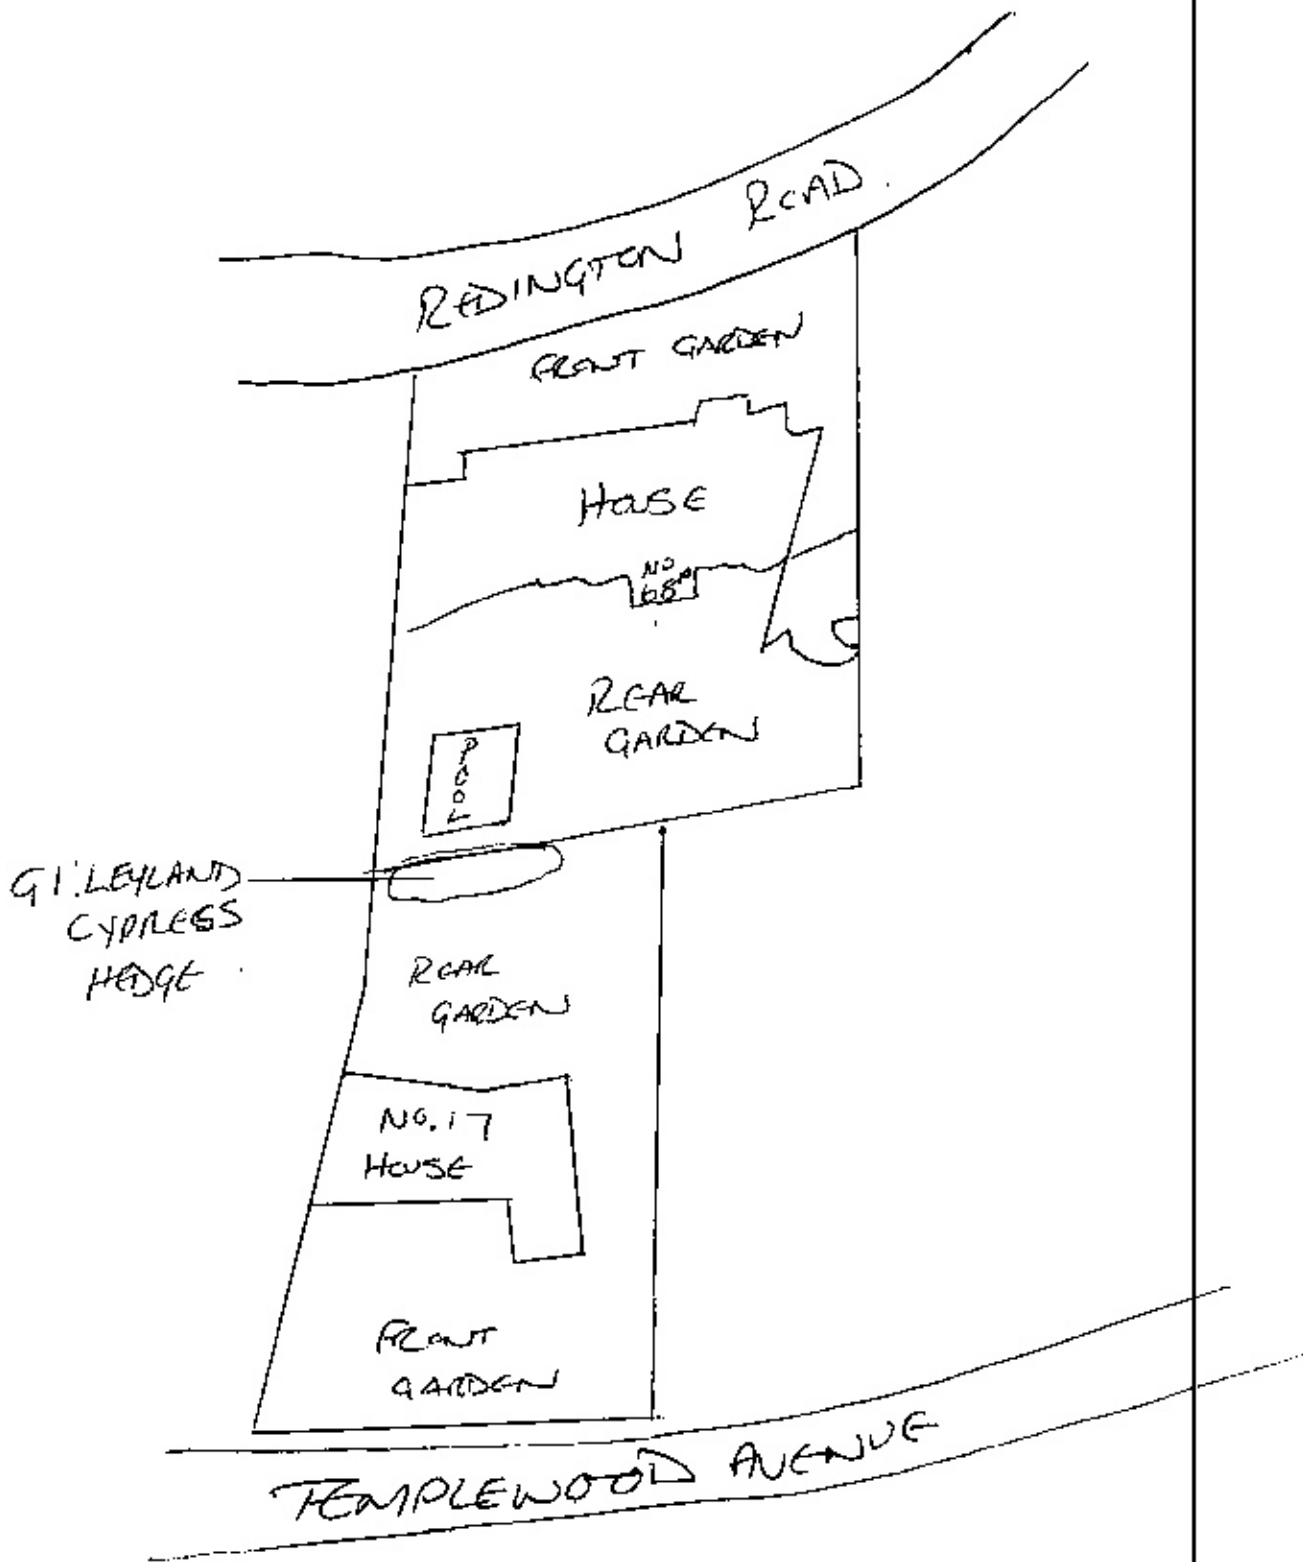 REDINGTON ROAD.
FRONT GARDEN
HOUSE
NO
68
REAR
GARDEN
POOL
G1: LEYLAND
CYPRESS
HEDGE
REAR
GARDEN
NO. 17
HOUSE
FRONT
GARDEN
TEMPLEWOOD AVENUE